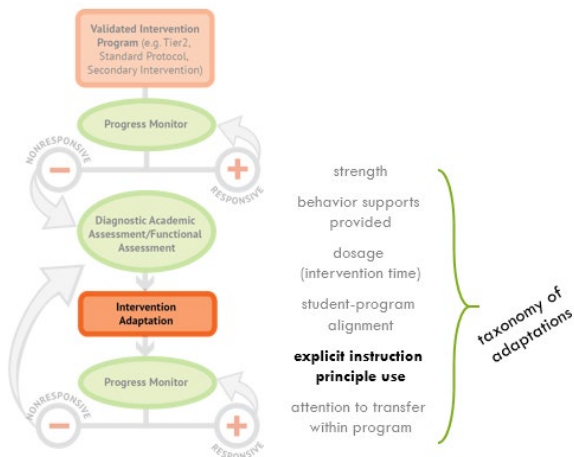 Validated Intervention
Program (e.g. Tier2,
Standard Protocol,
Secondary Intervention)
Progress Monitor
NONRESPONSIVE
RESPONSIVE
Diagnostic Academic
Assessment/Functional
Assessment
Intervention
Adaptation
Progress Monitor
NONRESPONSIVE
RESPONSIVE
strength
behavior supports
provided
dosage
(intervention time)
student-program
alignment
explicit instruction
principle use
attention to transfer
within program
taxonomy of
adaptations